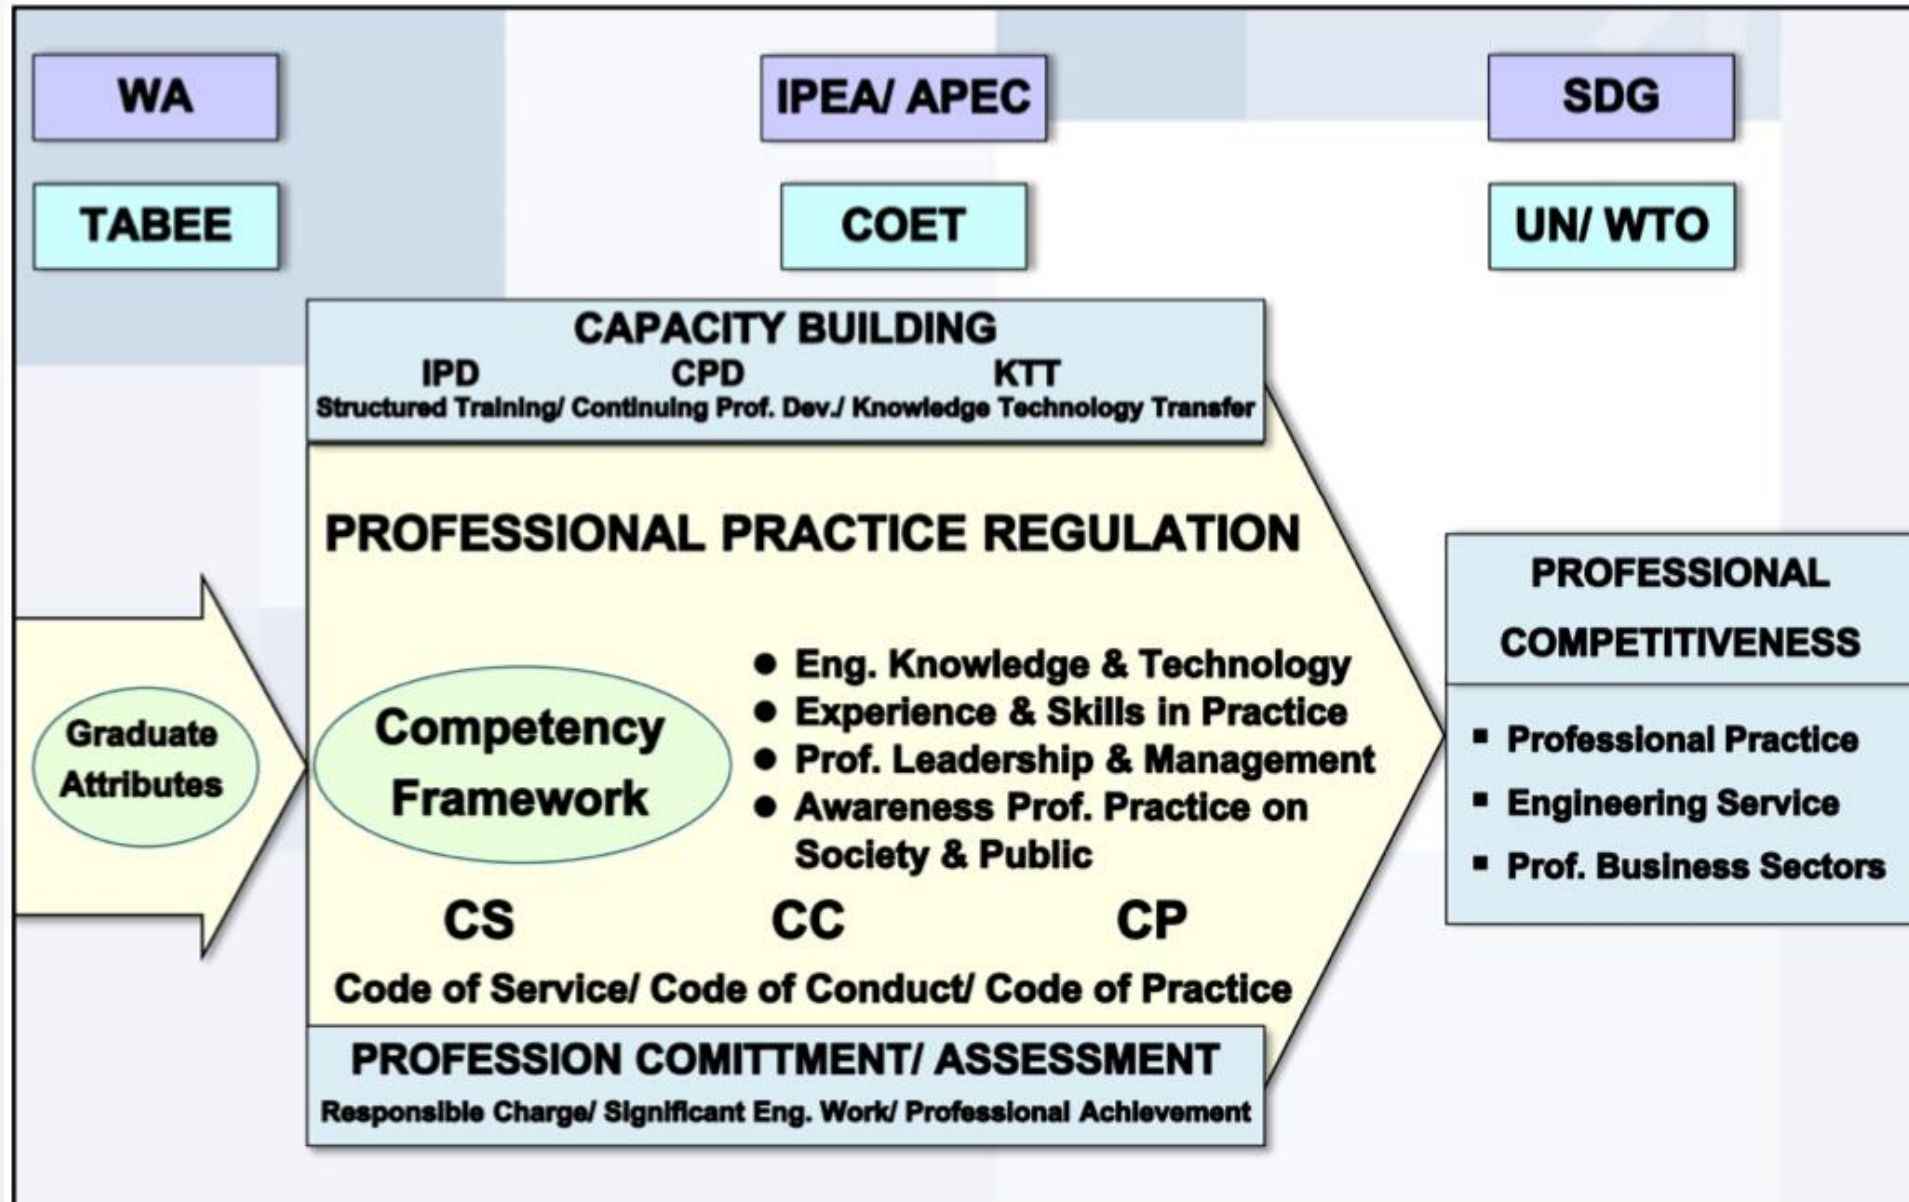 WA
IPEA/ APEC
SDG
TABEE
COET
UN/ WTO
CAPACITY BUILDING
IPD CPD KTT
Structured Training/ Continuing Prof. Dev./ Knowledge Technology Transfer
PROFESSIONAL PRACTICE REGULATION
Graduate
Attributes
Competency
Framework
● Eng. Knowledge & Technology
● Experience & Skills in Practice
● Prof. Leadership & Management
● Awareness Prof. Practice on
Society & Public
CS CC CP
Code of Service/ Code of Conduct/ Code of Practice
PROFESSION COMITTMENT/ ASSESSMENT
Responsible Charge/ Significant Eng. Work/ Professional Achievement
PROFESSIONAL
COMPETITIVENESS
▪ Professional Practice
▪ Engineering Service
▪ Prof. Business Sectors